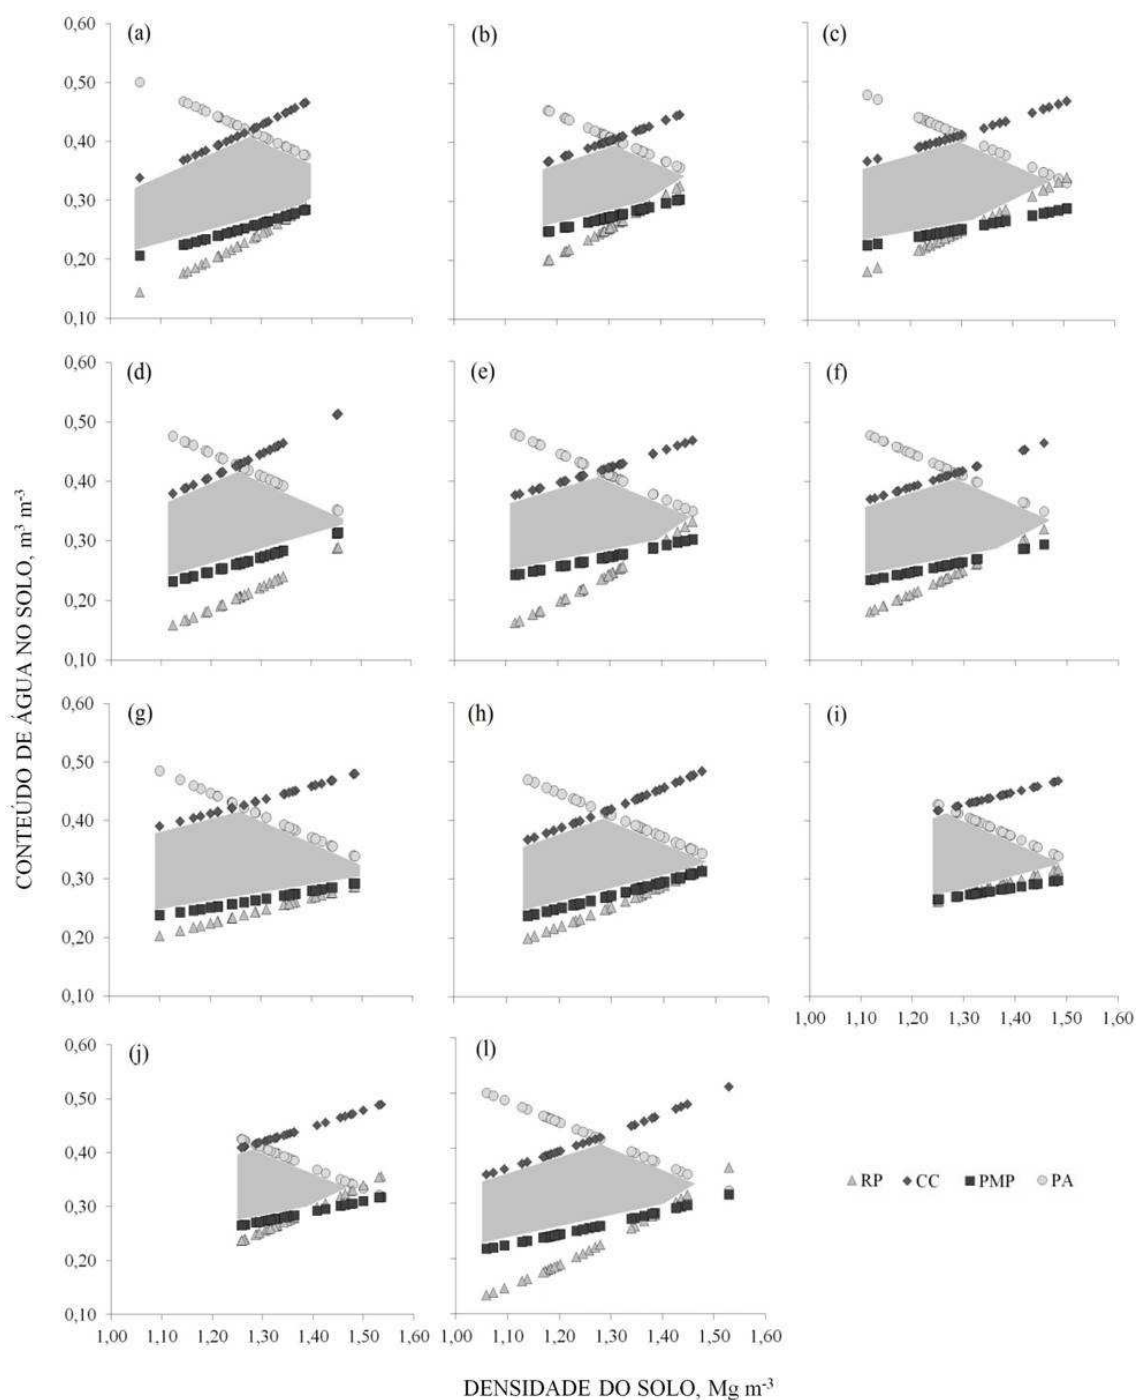 0,60
(a)
(b)
(c)
0,50
0,40
0,30
0,20
0,10
0,60
(d)
(e)
(f)
0,50
0,40
0,30
0,20
0,10
0,60
(g)
(h)
(i)
0,50
0,40
0,30
0,20
0,10
1,00 1,10 1,20 1,30 1,40 1,50 1,60
0,60
(j)
(l)
0,50
0,40
0,30
0,20
0,10
RP CC PMP PA
1,00 1,10 1,20 1,30 1,40 1,50 1,60
1,00 1,10 1,20 1,30 1,40 1,50 1,60
CONTEÚDO DE ÁGUA NO SOLO, m³ m⁻³
DENSIDADE DO SOLO, Mg m⁻³